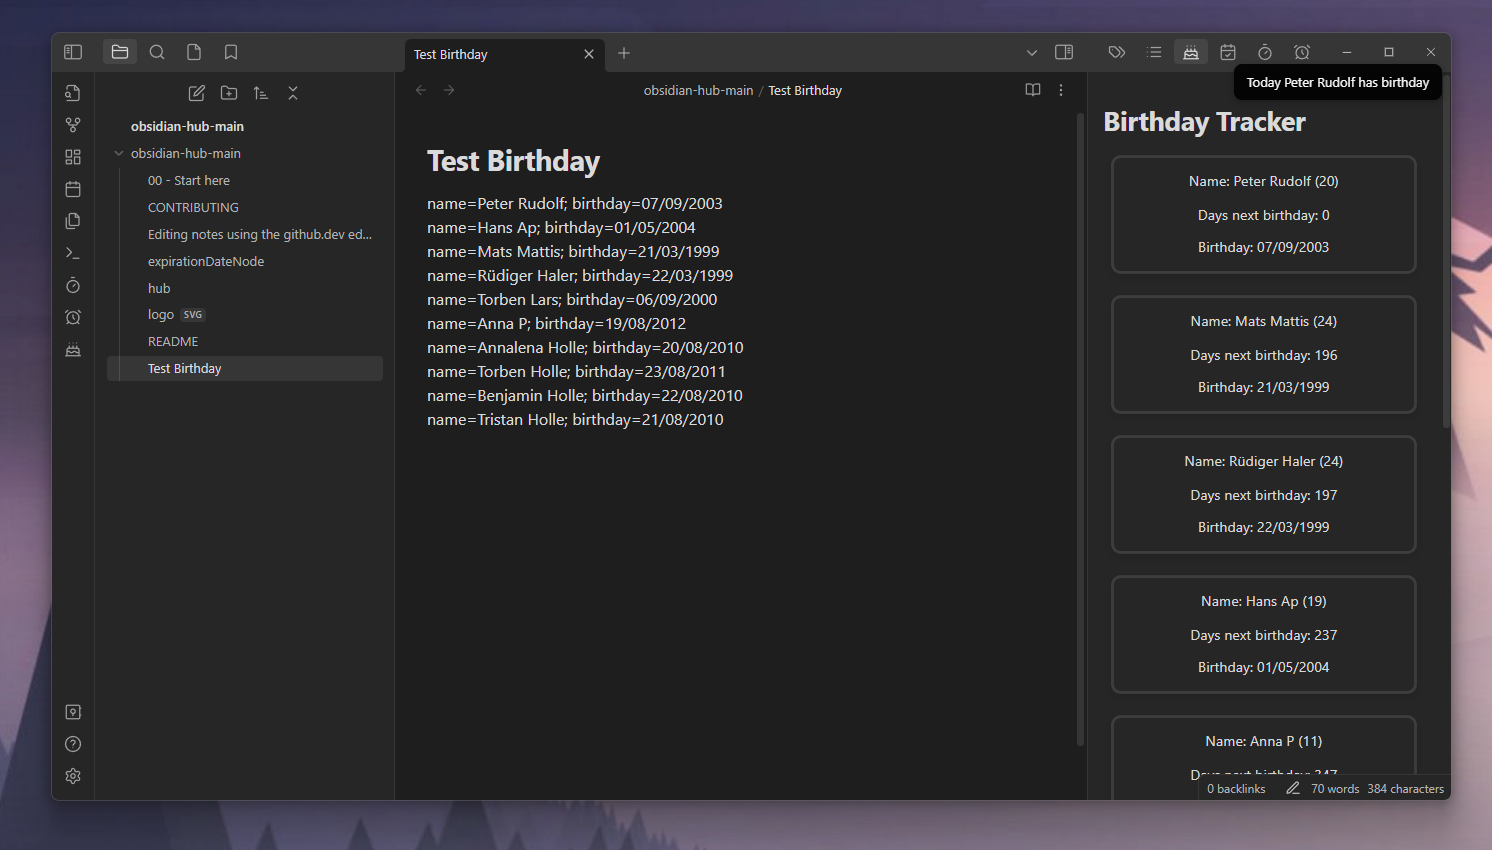 Test Birthday
Today Peter Rudolf has birthday
obsidian-hub-main
obsidian-hub-main
00 - Start here
CONTRIBUTING
Editing notes using the github.dev ed...
expirationDateNode
hub
logo SVG
README
Test Birthday
obsidian-hub-main / Test Birthday
Test Birthday
name=Peter Rudolf; birthday=07/09/2003
name=Hans Ap; birthday=01/05/2004
name=Mats Mattis; birthday=21/03/1999
name=Rüdiger Haler; birthday=22/03/1999
name=Torben Lars; birthday=06/09/2000
name=Anna P; birthday=19/08/2012
name=Annalena Holle; birthday=20/08/2010
name=Torben Holle; birthday=23/08/2011
name=Benjamin Holle; birthday=22/08/2010
name=Tristan Holle; birthday=21/08/2010
Birthday Tracker
Name: Peter Rudolf (20)
Days next birthday: 0
Birthday: 07/09/2003
Name: Mats Mattis (24)
Days next birthday: 196
Birthday: 21/03/1999
Name: Rüdiger Haler (24)
Days next birthday: 197
Birthday: 22/03/1999
Name: Hans Ap (19)
Days next birthday: 237
Birthday: 01/05/2004
Name: Anna P (11)
Days next birthday: 347
0 backlinks
70 words
384 characters